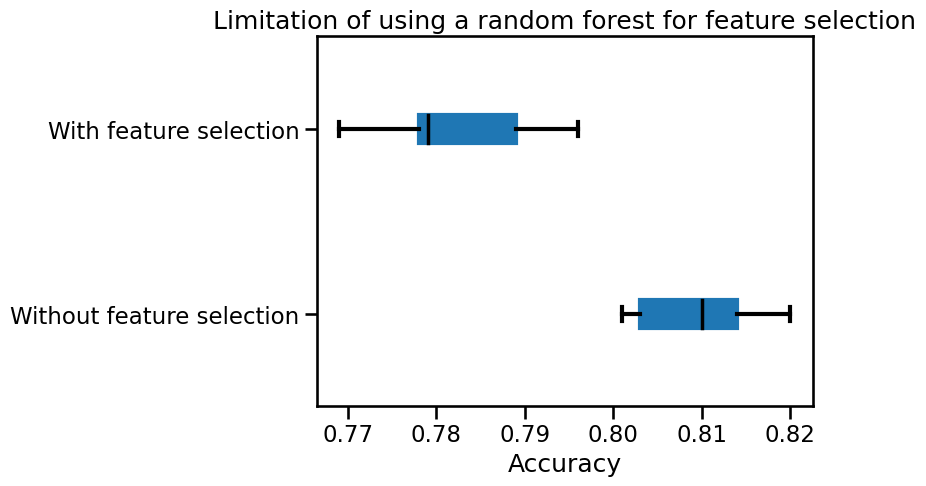 Limitation of using a random forest for feature selection
With feature selection
Without feature selection
0.77 0.78 0.79 0.80 0.81 0.82
Accuracy